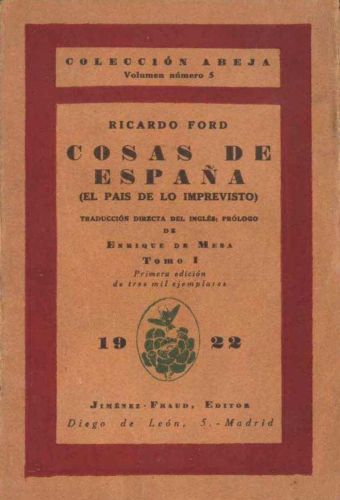 COLECCIÓN ABEJA
Volumen número 5
RICARDO FORD
COSAS DE
ESPAÑA
(EL PAIS DE LO IMPREVISTO)
TRADUCCIÓN DIRECTA DEL INGLÉS; PRÓLOGO
DE
ENRIQUE DE MESA
Tomo I
Primera edición
de tres mil ejemplares
19 22
JIMÉNEZ-FRAUD, EDITOR
Diego de León, 5.-Madrid